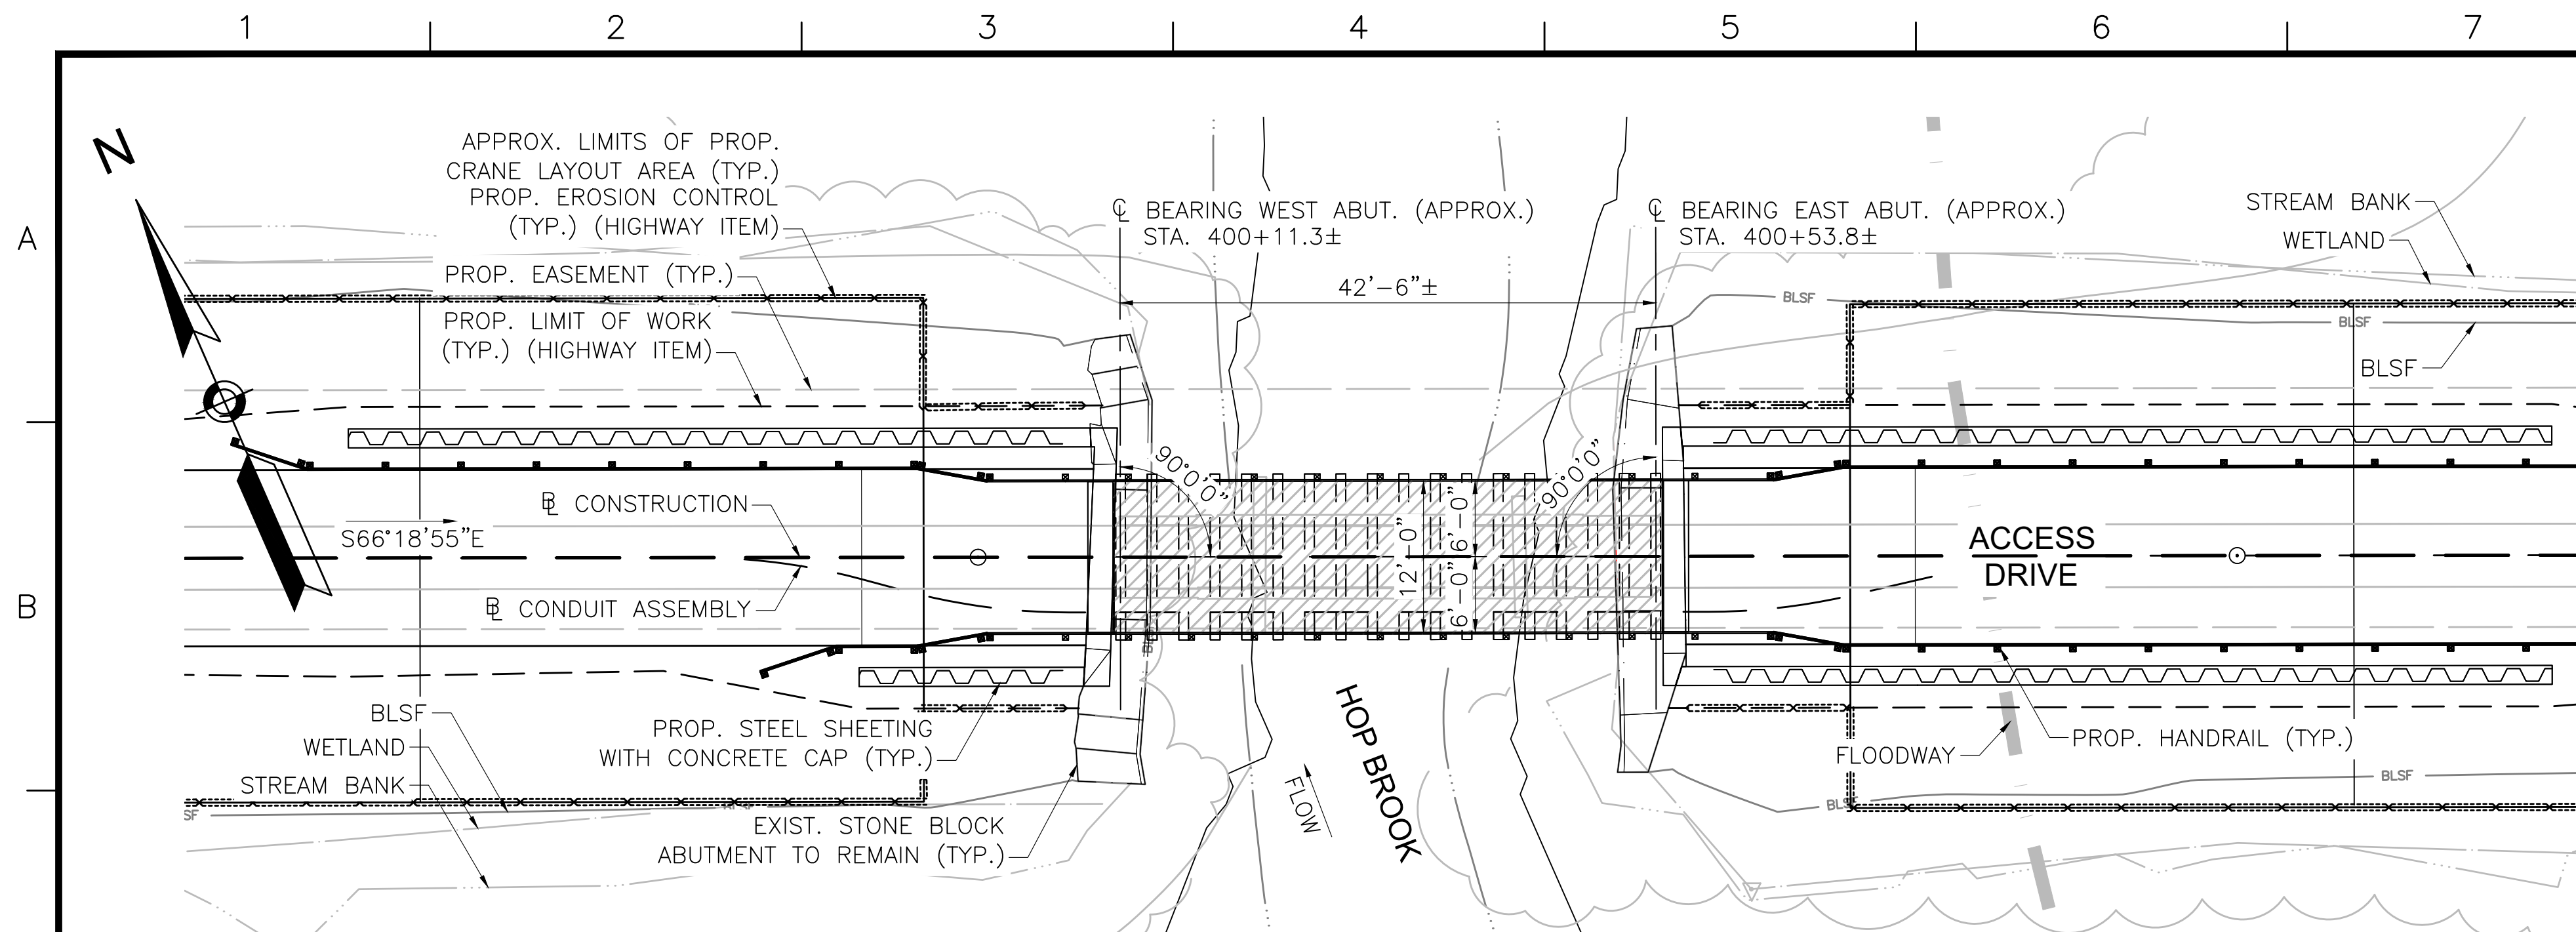 1 2 3 4 5 6 7
A
B
N
APPROX. LIMITS OF PROP.
CRANE LAYOUT AREA (TYP.)
PROP. EROSION CONTROL
(TYP.) (HIGHWAY ITEM)
PROP. EASEMENT (TYP.)
PROP. LIMIT OF WORK
(TYP.) (HIGHWAY ITEM)
℄ BEARING WEST ABUT. (APPROX.)
STA. 400+11.3±
℄ BEARING EAST ABUT. (APPROX.)
STA. 400+53.8±
42'-6"±
STREAM BANK
WETLAND
BLSF
BLSF
BLSF
90°0'0"
90°0'0"
BL CONSTRUCTION
S66°18'55"E
BL CONDUIT ASSEMBLY
12'-0"
6'-0"
6'-0"
ACCESS
DRIVE
BLSF
WETLAND
STREAM BANK
PROP. STEEL SHEETING
WITH CONCRETE CAP (TYP.)
EXIST. STONE BLOCK
ABUTMENT TO REMAIN (TYP.)
HOP BROOK
FLOW
FLOODWAY
PROP. HANDRAIL (TYP.)
BLSF
BLSF
SF